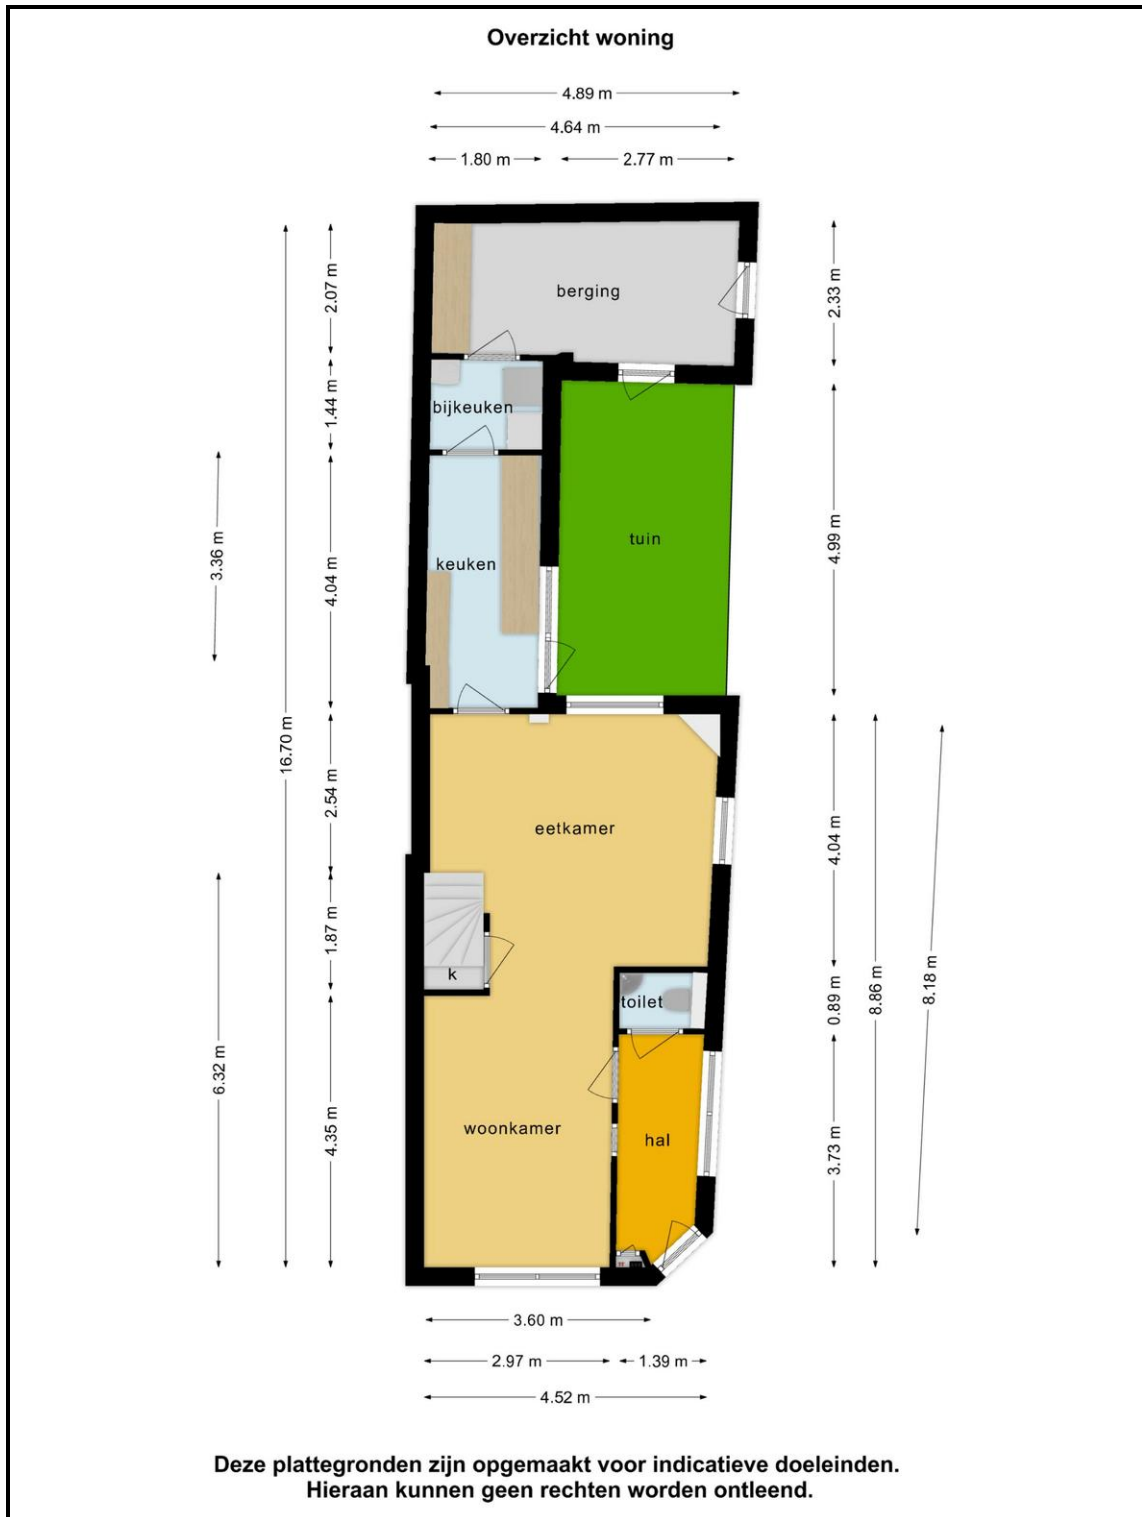 Overzicht woning
4.89 m
4.64 m
1.80 m
2.77 m
2.07 m
2.33 m
berging
1.44 m
bijkeuken
3.36 m
4.04 m
4.99 m
tuin
keuken
16.70 m
2.54 m
4.04 m
eetkamer
1.87 m
k
8.86 m
8.18 m
0.89 m
toilet
6.32 m
4.35 m
woonkamer
hal
3.73 m
3.60 m
2.97 m
1.39 m
4.52 m
Deze plattegronden zijn opgemaakt voor indicatieve doeleinden.
Hieraan kunnen geen rechten worden ontleend.